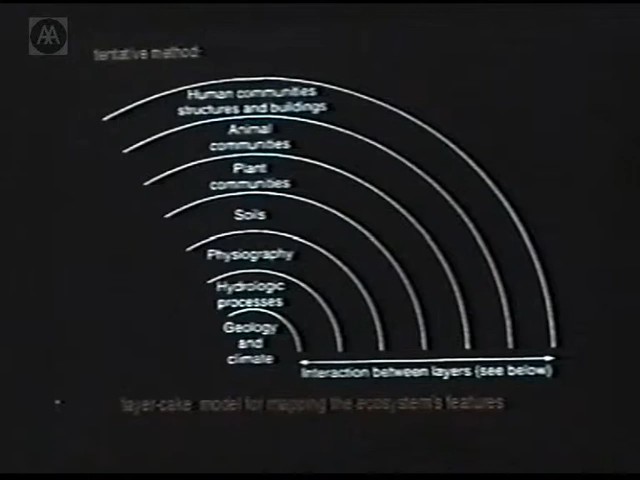 AA
tentative method:
Human communities
structures and buildings
Animal
communities
Plant
communities
Soils
Physiography
Hydrologic
processes
Geology
and
climate
Interaction between layers (see below)
layer-cake model for mapping the ecosystem's features